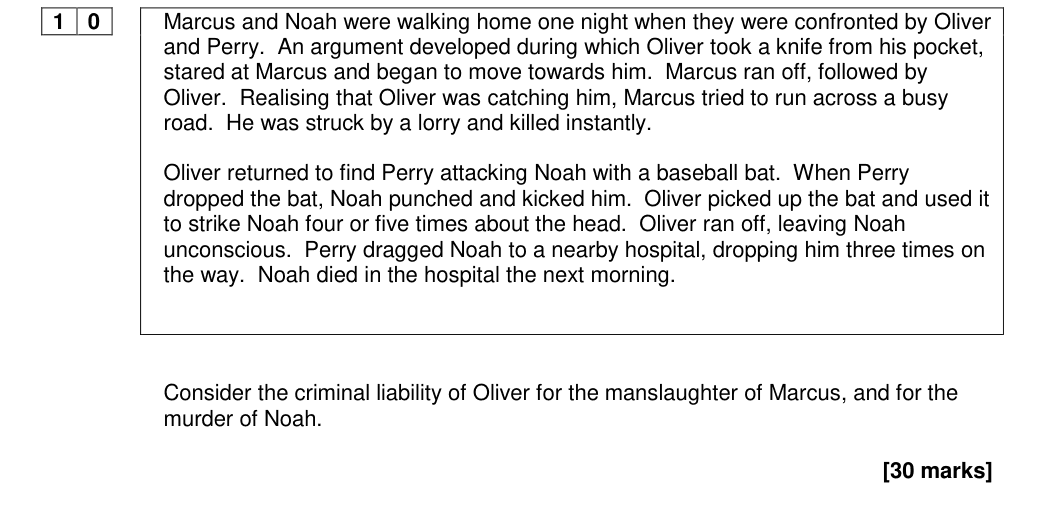 1 0
Marcus and Noah were walking home one night when they were confronted by Oliver
and Perry. An argument developed during which Oliver took a knife from his pocket,
stared at Marcus and began to move towards him. Marcus ran off, followed by
Oliver. Realising that Oliver was catching him, Marcus tried to run across a busy
road. He was struck by a lorry and killed instantly.
Oliver returned to find Perry attacking Noah with a baseball bat. When Perry
dropped the bat, Noah punched and kicked him. Oliver picked up the bat and used it
to strike Noah four or five times about the head. Oliver ran off, leaving Noah
unconscious. Perry dragged Noah to a nearby hospital, dropping him three times on
the way. Noah died in the hospital the next morning.
Consider the criminal liability of Oliver for the manslaughter of Marcus, and for the
murder of Noah.
[30 marks]